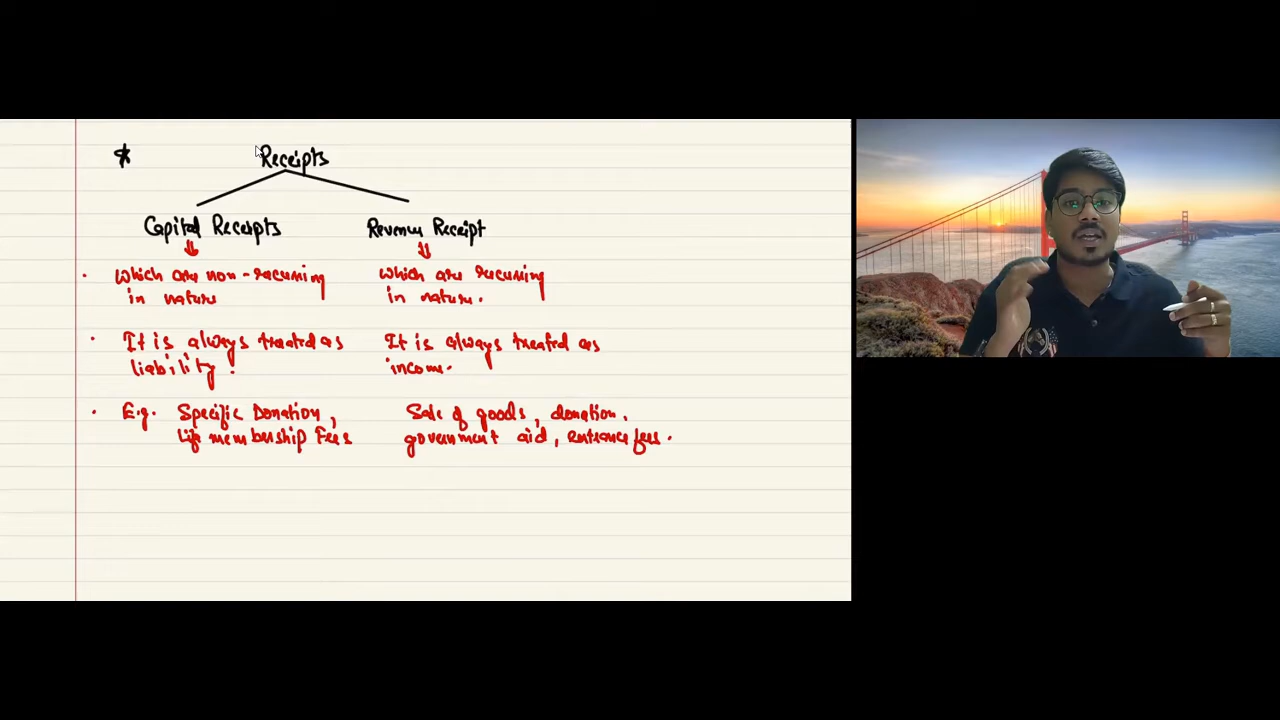 * Receipts
Capital Receipts Revenue Receipt
· Which are non-recurring which are recurring
in nature in nature.
· It is always treated as It is always treated as
liability! income.
· E.g. Specific Donation, Sale of goods, donation,
Life membership Fees government aid, entrance fees.